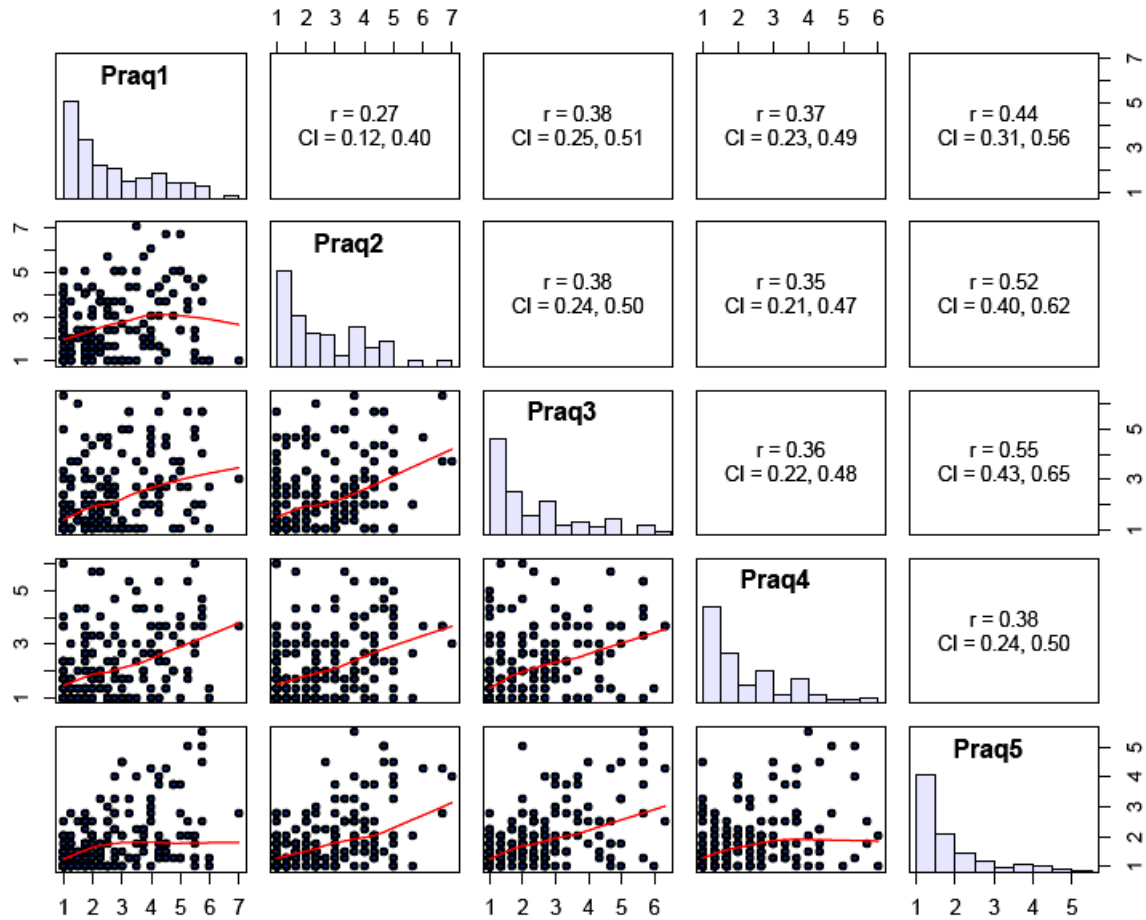 1 2 3 4 5 6 7
1 2 3 4 5 6
Praq1
r = 0.27
CI = 0.12, 0.40
r = 0.38
CI = 0.25, 0.51
r = 0.37
CI = 0.23, 0.49
r = 0.44
CI = 0.31, 0.56
7
5
3
1
7
5
3
1
Praq2
r = 0.38
CI = 0.24, 0.50
r = 0.35
CI = 0.21, 0.47
r = 0.52
CI = 0.40, 0.62
Praq3
r = 0.36
CI = 0.22, 0.48
r = 0.55
CI = 0.43, 0.65
5
3
1
5
3
1
Praq4
r = 0.38
CI = 0.24, 0.50
Praq5
5
4
3
2
1
1 2 3 4 5 6 7
1 2 3 4 5 6
1 2 3 4 5